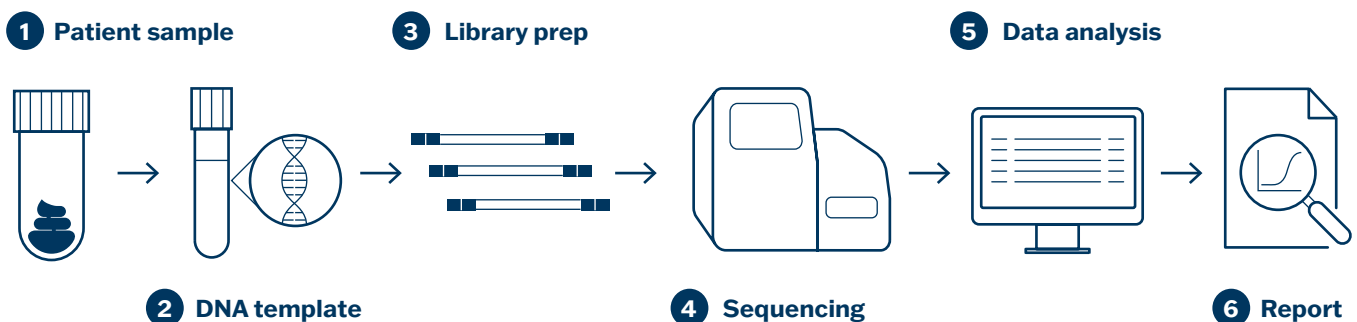 1 Patient sample
3 Library prep
5 Data analysis
2 DNA template
4 Sequencing
6 Report